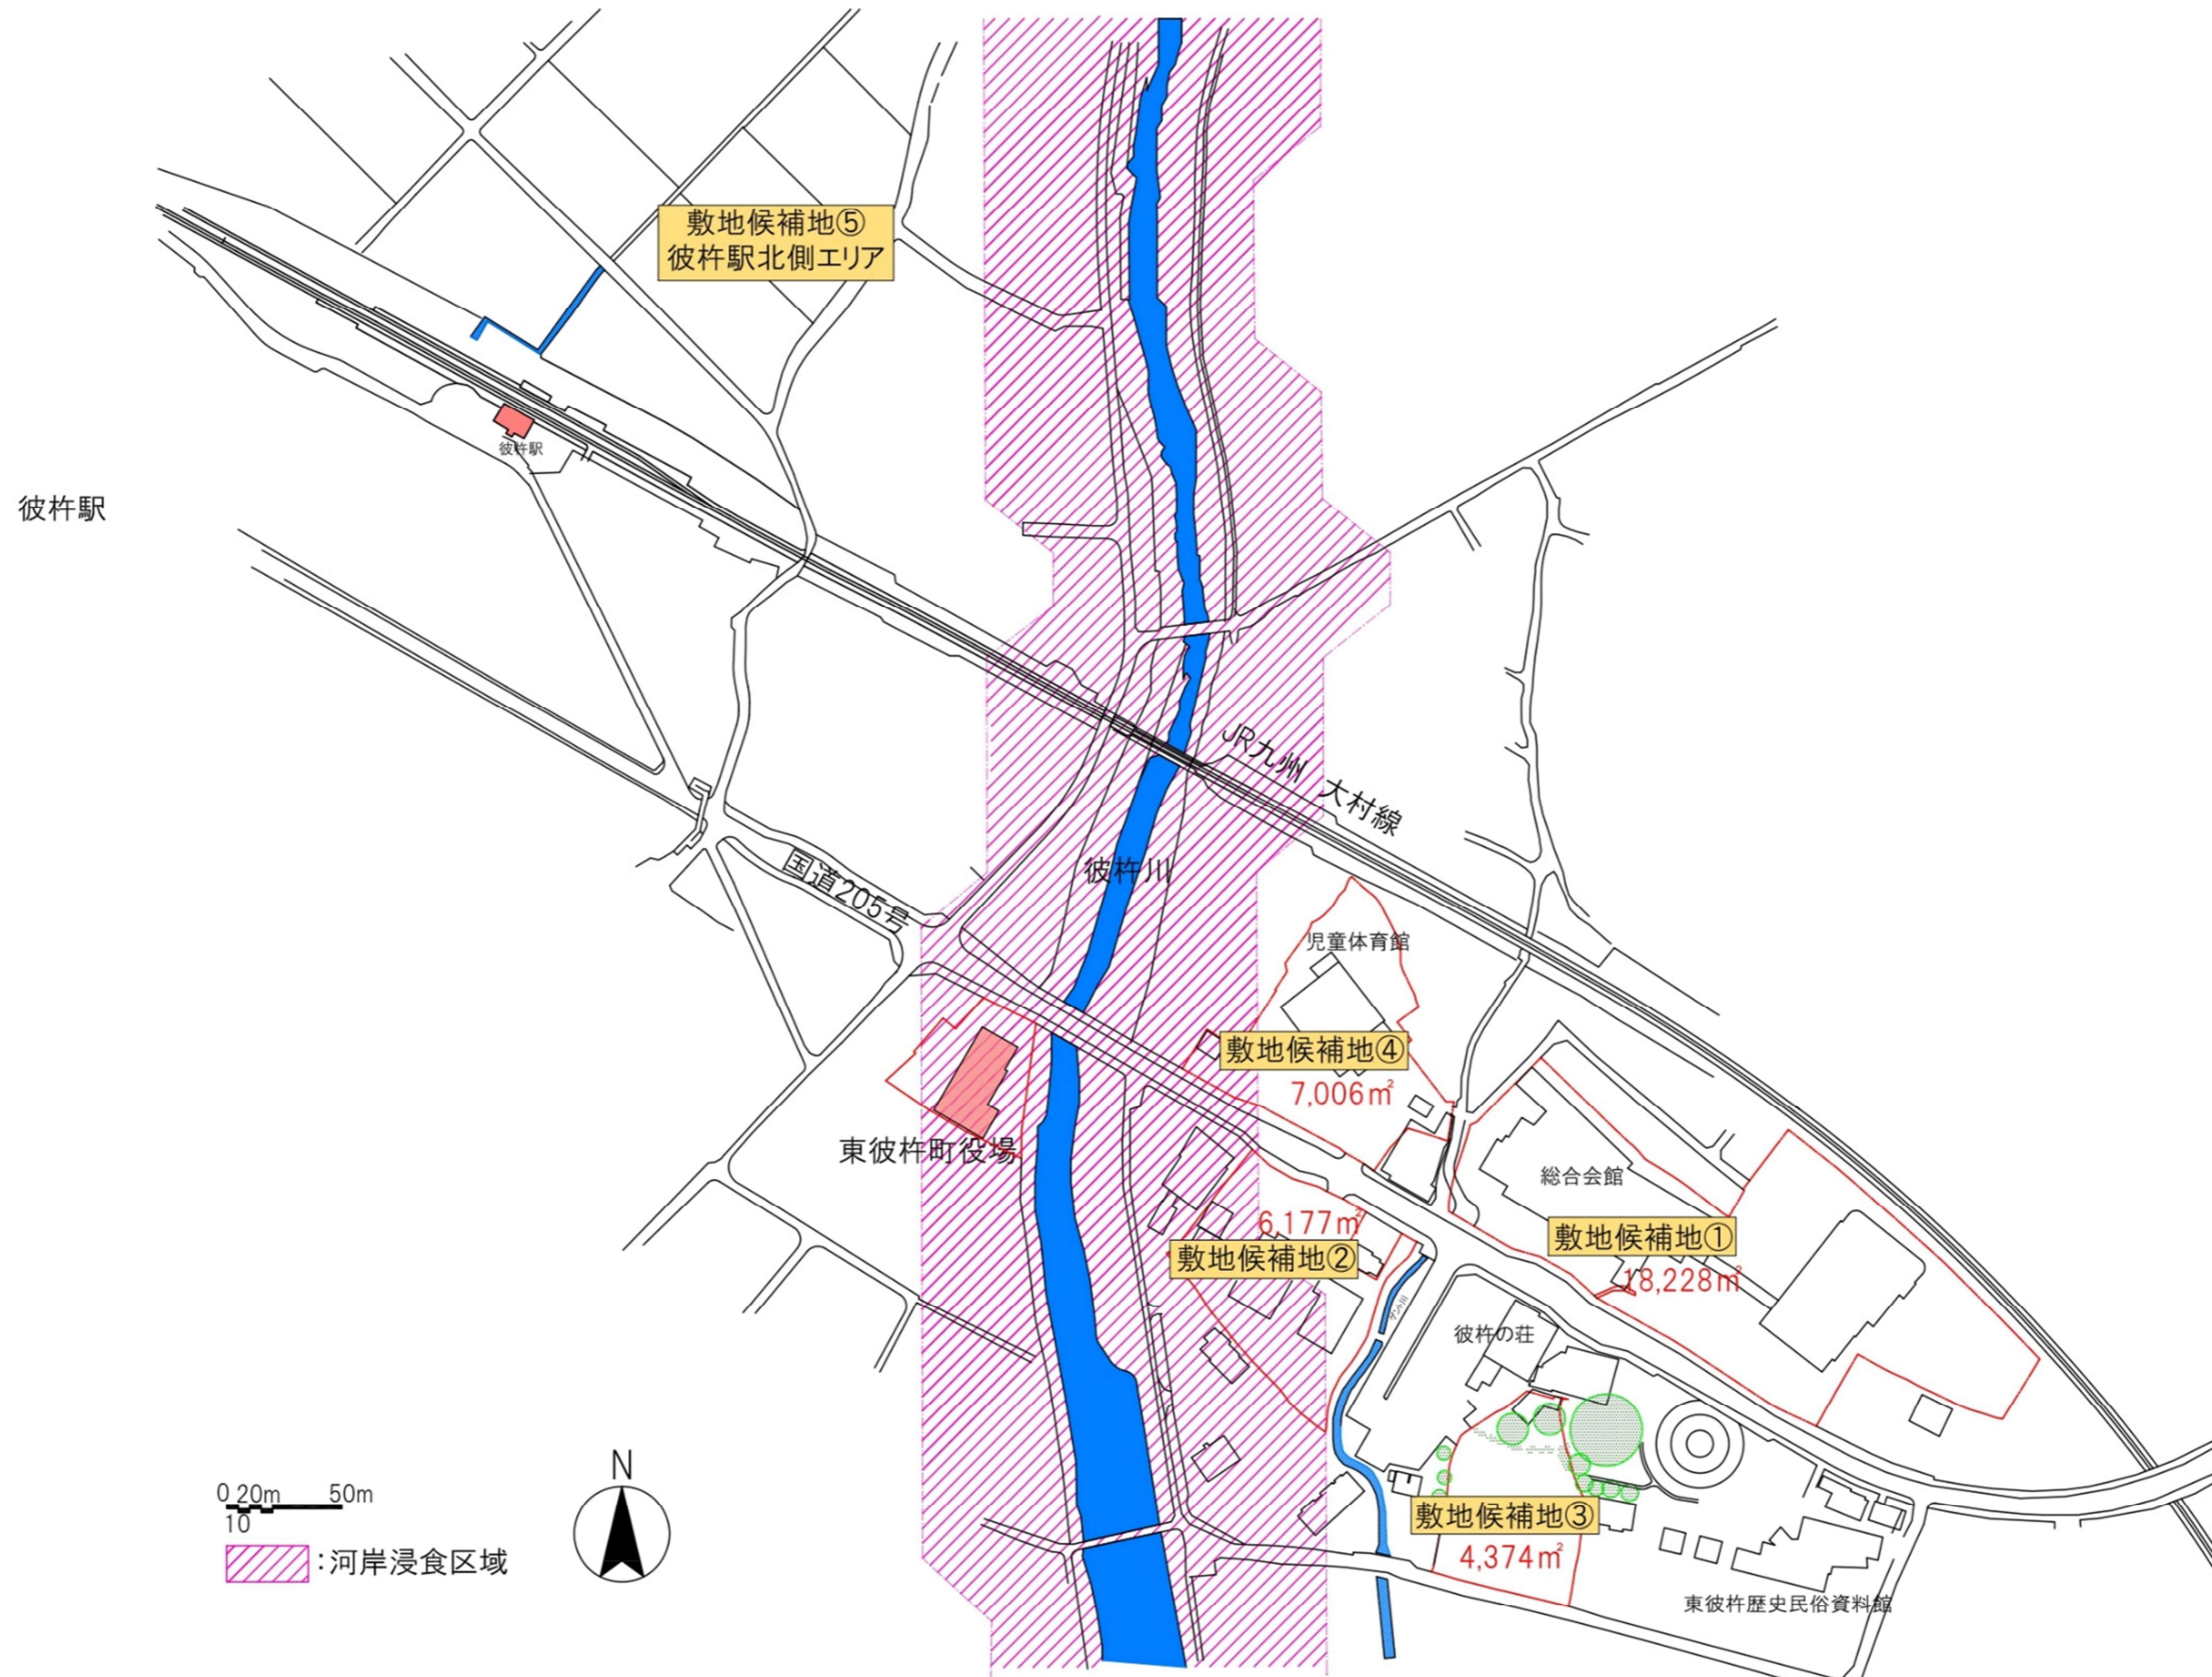 敷地候補地⑤
彼杵駅北側エリア
彼杵駅
彼杵駅
JR九州 大村線
彼杵川
国道205号
児童体育館
敷地候補地④
7,006㎡
東彼杵町役場
総合会館
6,177㎡
敷地候補地②
敷地候補地①
18,228㎡
彼杵の荘
敷地候補地③
4,374㎡
東彼杵歴史民俗資料館
N
0 20m 50m
10
:河岸浸食区域